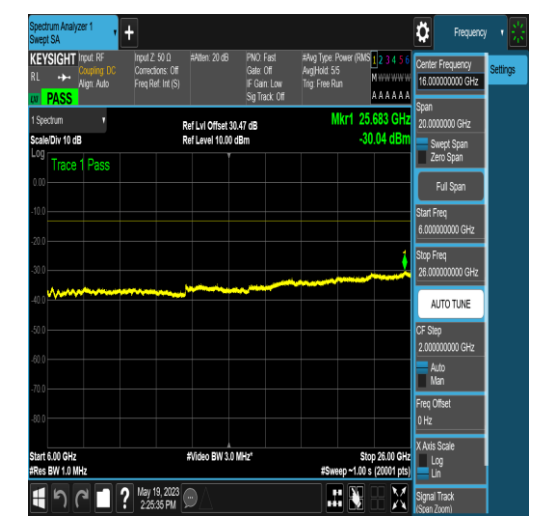 Spectrum Analyzer 1
Swept SA
+
Frequency
KEYSIGHT
RL
PASS
Input: RF
Coupling: DC
Align: Auto
Input Z: 50 Ω
Corrections: Off
Freq Ref: Int (S)
#Atten: 20 dB
PNO: Fast
Gate: Off
IF Gain: Low
Sig Track: Off
#Avg Type: Power (RMS
Avg|Hold: 5/5
Trig: Free Run
1 2 3 4 5 6
M W W W W W
A A A A A A
1 Spectrum
Scale/Div 10 dB
Ref Lvl Offset 30.47 dB
Ref Level 10.00 dBm
Mkr1 25.683 GHz
-30.04 dBm
Log
Trace 1 Pass
0.00
-10.0
-20.0
-30.0
-40.0
-50.0
-60.0
-70.0
-80.0
1
Start 6.00 GHz
#Res BW 1.0 MHz
#Video BW 3.0 MHz*
Stop 26.00 GHz
#Sweep ~1.00 s (20001 pts)
?
May 19, 2023
2:25:35 PM
Center Frequency
16.000000000 GHz
Settings
Span
20.0000000 GHz
Swept Span
Zero Span
Full Span
Start Freq
6.000000000 GHz
Stop Freq
26.000000000 GHz
AUTO TUNE
CF Step
2.000000000 GHz
Auto
Man
Freq Offset
0 Hz
X Axis Scale
Log
Lin
Signal Track
(Span Zoom)